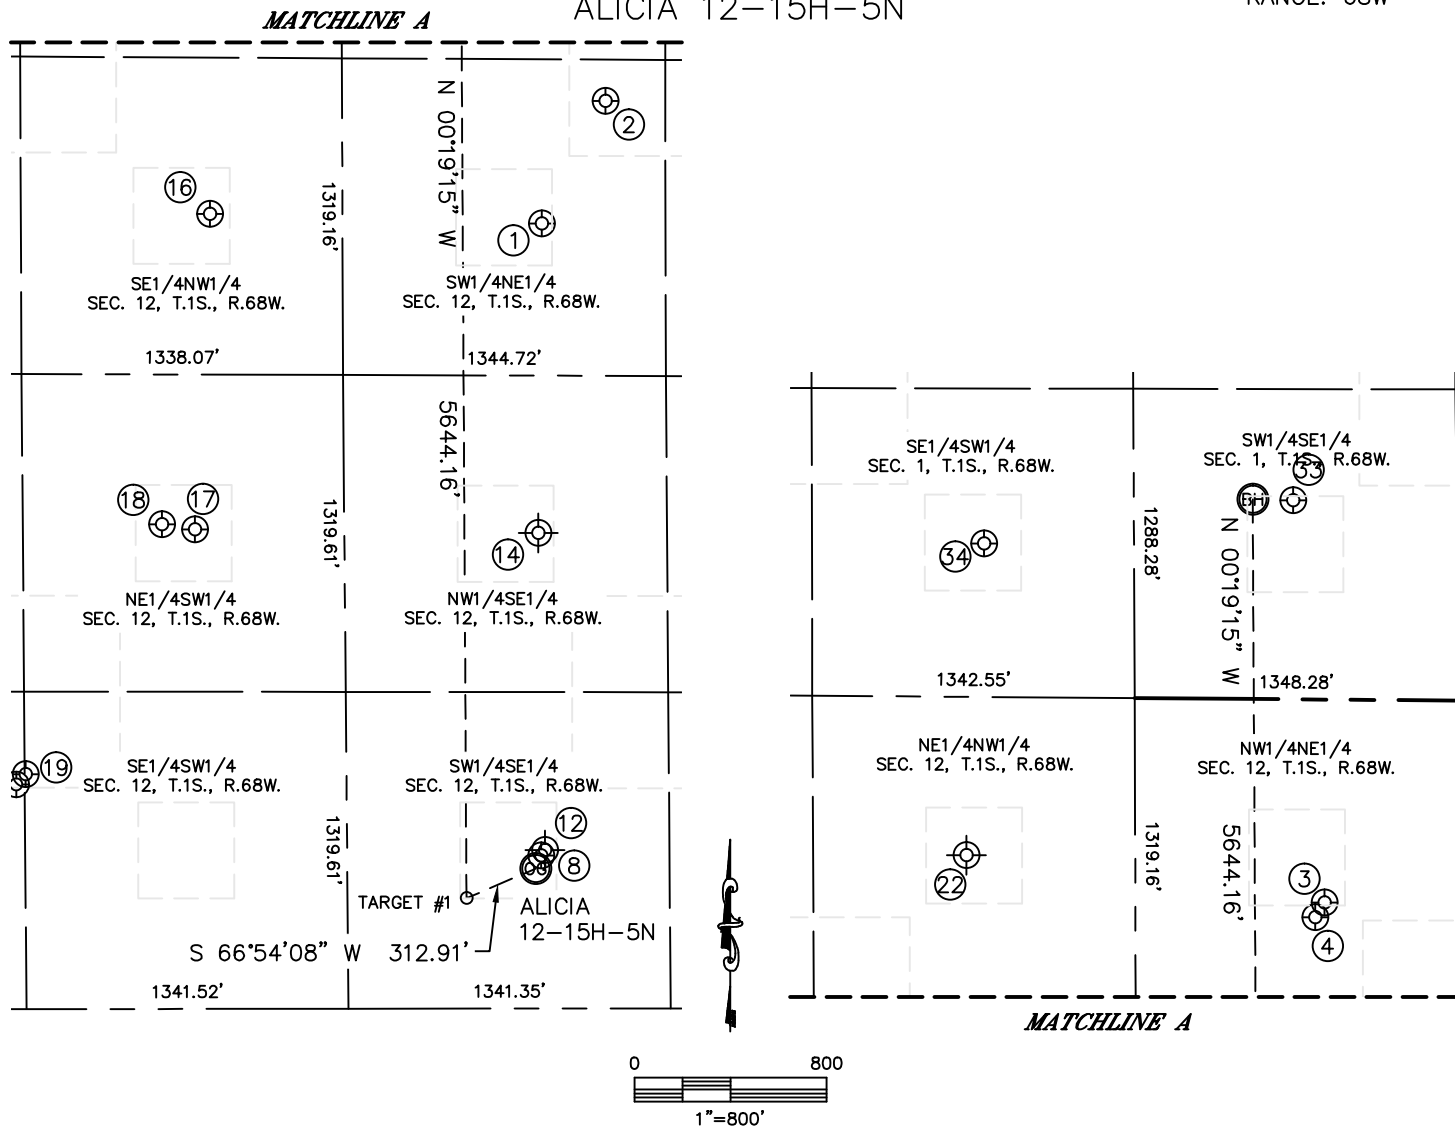 ALICIA 12-15H-5N
RANGE: 68W
MATCHLINE A
N 00°19'15" W
2
16
1319.16'
1
SE1/4NW1/4
SEC. 12, T.1S., R.68W.
SW1/4NE1/4
SEC. 12, T.1S., R.68W.
1338.07'
1344.72'
5644.16'
18
17
1319.61'
14
NE1/4SW1/4
SEC. 12, T.1S., R.68W.
NW1/4SE1/4
SEC. 12, T.1S., R.68W.
19
SE1/4SW1/4
SEC. 12, T.1S., R.68W.
SW1/4SE1/4
SEC. 12, T.1S., R.68W.
12
8
1319.61'
TARGET #1
ALICIA
12-15H-5N
S 66°54'08" W 312.91'
1341.52'
1341.35'
SE1/4SW1/4
SEC. 1, T.1S., R.68W.
SW1/4SE1/4
SEC. 1, T.1S., R.68W.
33
BH
34
1288.28'
N 00°19'15" W
1342.55'
1348.28'
NE1/4NW1/4
SEC. 12, T.1S., R.68W.
NW1/4NE1/4
SEC. 12, T.1S., R.68W.
22
1319.16'
5644.16'
3
4
MATCHLINE A
0
800
1"=800'